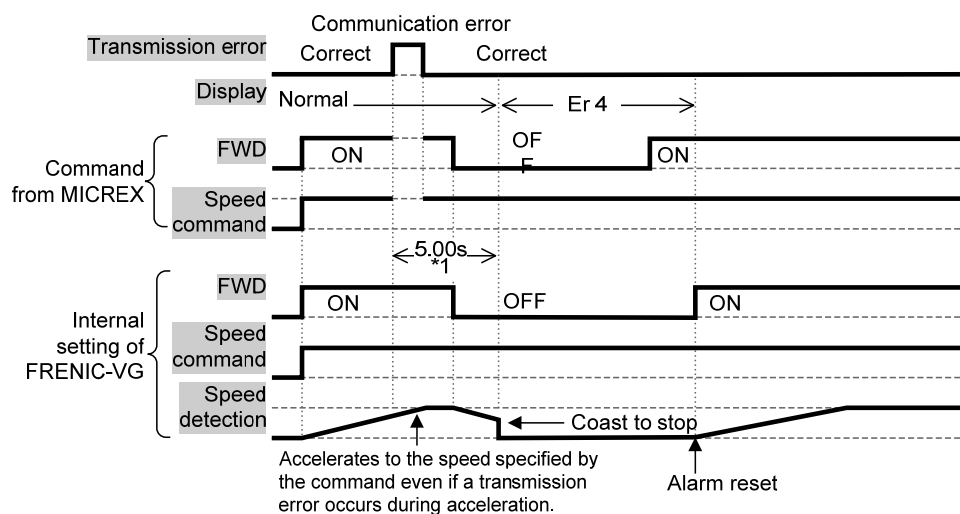 Communication error
Transmission error
Correct
Correct
Display
Normal
Er 4
Command
from MICREX
FWD
ON
OF
F
ON
Speed
command
5.00s
*1
Internal
setting of
FRENIC-VG
FWD
ON
OFF
ON
Speed
command
Speed
detection
Coast to stop
Accelerates to the speed specified by
the command even if a transmission
error occurs during acceleration.
Alarm reset